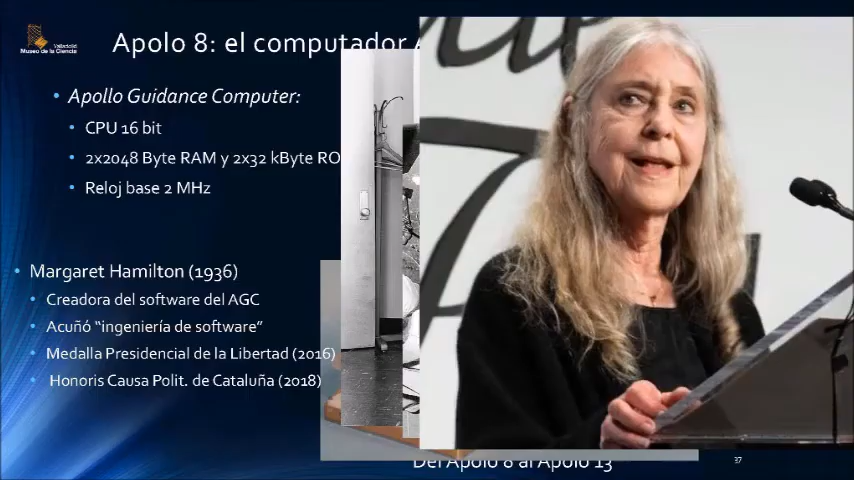 Valladolid
Museo de la Ciencia
Apolo 8: el computador
• Apollo Guidance Computer:
• CPU 16 bit
• 2x2048 Byte RAM y 2x32 kByte RO
• Reloj base 2 MHz
• Margaret Hamilton (1936)
• Creadora del software del AGC
• Acuñó “ingeniería de software”
• Medalla Presidencial de la Libertad (2016)
• Honoris Causa Polit. de Cataluña (2018)
Del Apolo 8 al Apolo 13
37